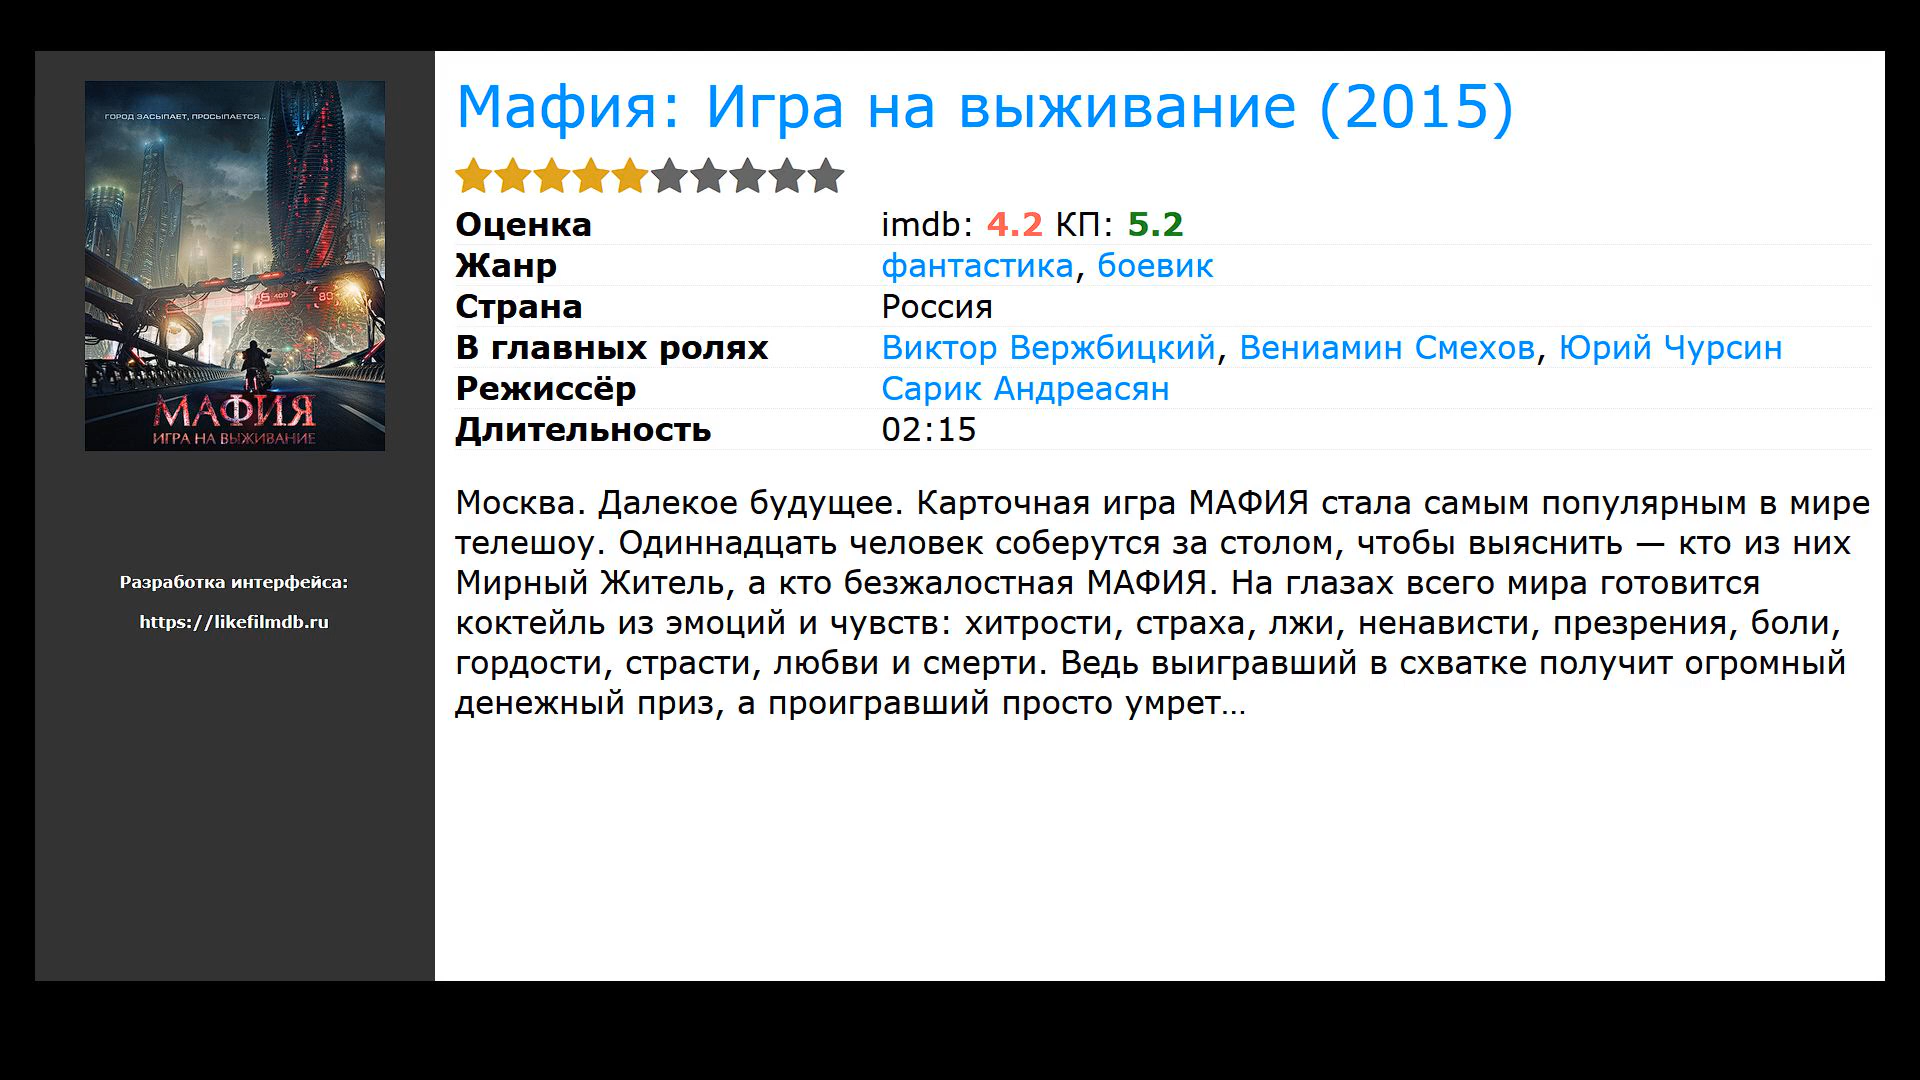 ГОРОД ЗАСЫПАЕТ, ПРОСЫПАЕТСЯ...
МАФИЯ
ИГРА НА ВЫЖИВАНИЕ
Разработка интерфейса:
https://likefilmdb.ru
Мафия: Игра на выживание (2015)
Оценка imdb: 4.2 КП: 5.2
Жанр фантастика, боевик
Страна Россия
В главных ролях Виктор Вержбицкий, Вениамин Смехов, Юрий Чурсин
Режиссёр Сарик Андреасян
Длительность 02:15
Москва. Далекое будущее. Карточная игра МАФИЯ стала самым популярным в мире
телешоу. Одиннадцать человек соберутся за столом, чтобы выяснить — кто из них
Мирный Житель, а кто безжалостная МАФИЯ. На глазах всего мира готовится
коктейль из эмоций и чувств: хитрости, страха, лжи, ненависти, презрения, боли,
гордости, страсти, любви и смерти. Ведь выигравший в схватке получит огромный
денежный приз, а проигравший просто умрет…